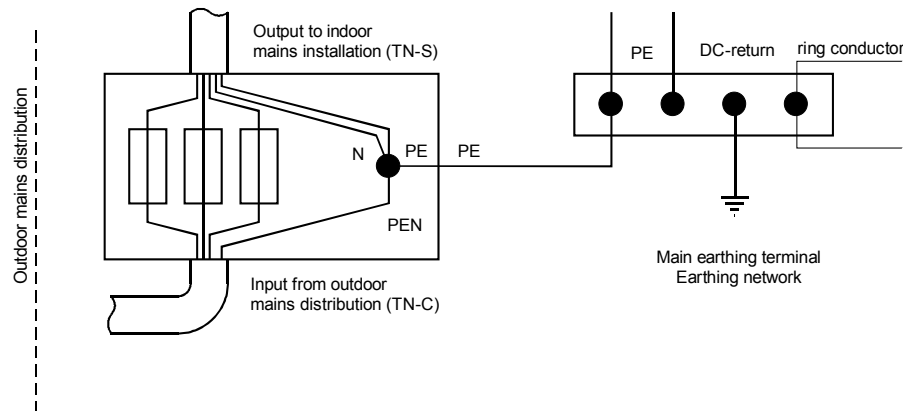 Output to indoor
mains installation (TN-S)
PE
DC-return
ring conductor
Outdoor mains distribution
N
PE
PE
PEN
Main earthing terminal
Earthing network
Input from outdoor
mains distribution (TN-C)